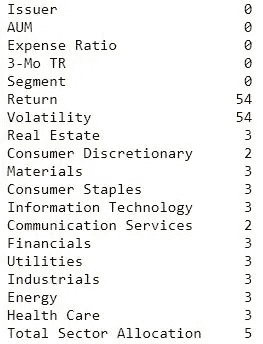 Issuer 0
AUM 0
Expense Ratio 0
3-Mo TR 0
Segment 0
Return 54
Volatility 54
Real Estate 3
Consumer Discretionary 2
Materials 3
Consumer Staples 3
Information Technology 3
Communication Services 2
Financials 3
Utilities 3
Industrials 3
Energy 3
Health Care 3
Total Sector Allocation 5